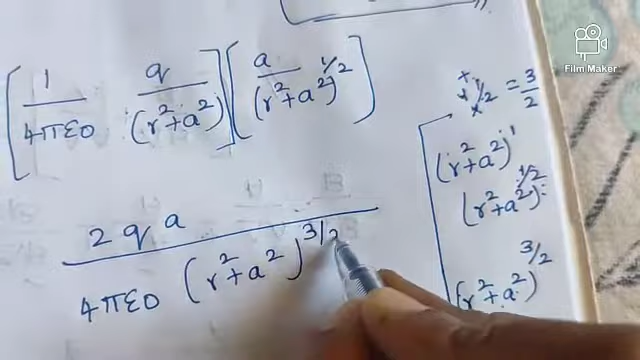 [1/4πε0 q/(r²+a²)] [a/(r²+a²)^1/2]
2qa/4πε0 (r²+a²)^3/2
1+1/2 = 3/2
(r²+a²)^1
(r²+a²)^1/2
(r²+a²)^3/2
Film Maker